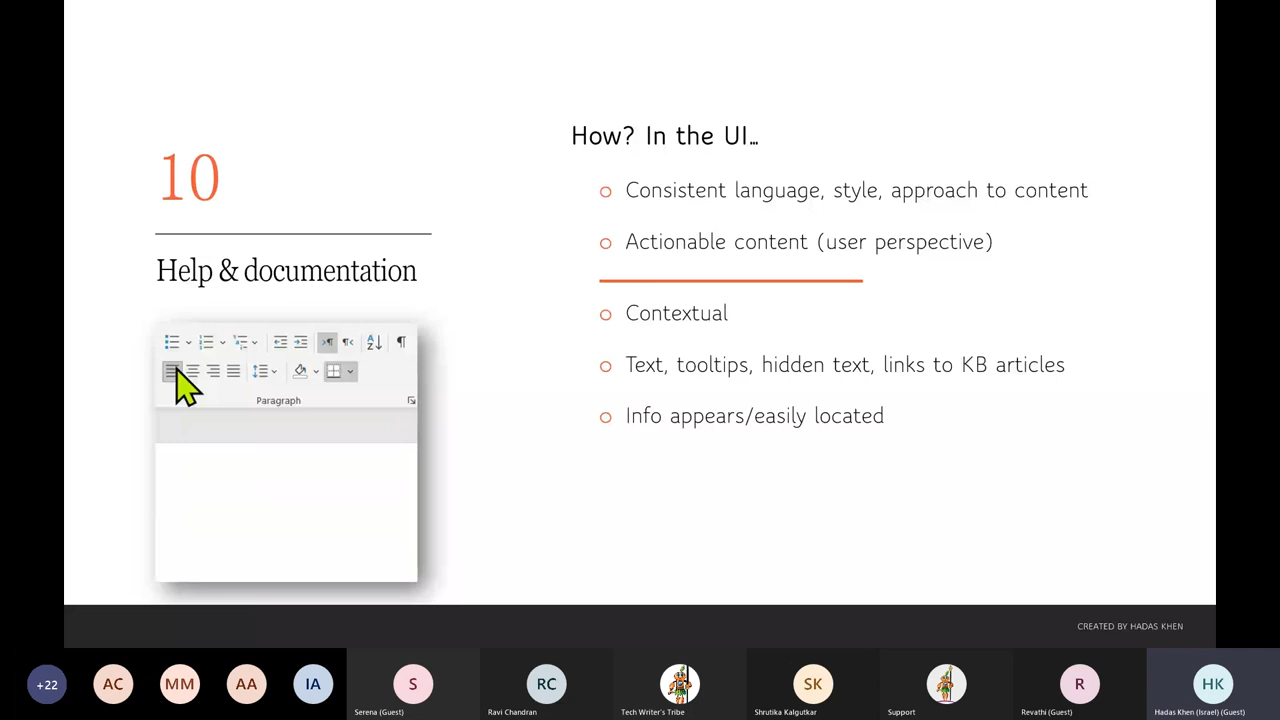 10
Help & documentation
Paragraph
How? In the UI...
Consistent language, style, approach to content
Actionable content (user perspective)
Contextual
Text, tooltips, hidden text, links to KB articles
Info appears/easily located
CREATED BY HADAS KHEN
+22
AC
MM
AA
IA
S
Serena (Guest)
RC
Ravi Chandran
Tech Writer's Tribe
SK
Shrutika Kalgutkar
Support
R
Revathi (Guest)
HK
Hadas Khen (Israel) (Guest)